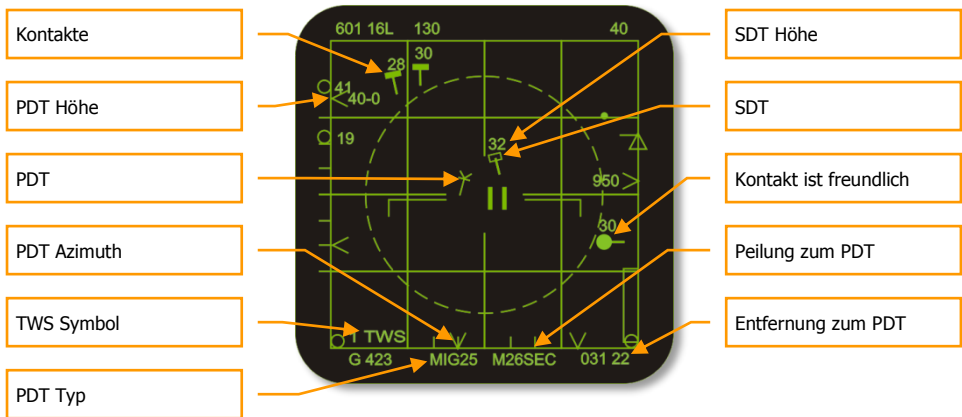 Kontakte
PDT Höhe
PDT
PDT Azimuth
TWS Symbol
PDT Typ
601 16L 130 40
30
28
41
40-0
19
32
950
30
TWS
G 423 MIG25 M26SEC 031 22
SDT Höhe
SDT
Kontakt ist freundlich
Peilung zum PDT
Entfernung zum PDT